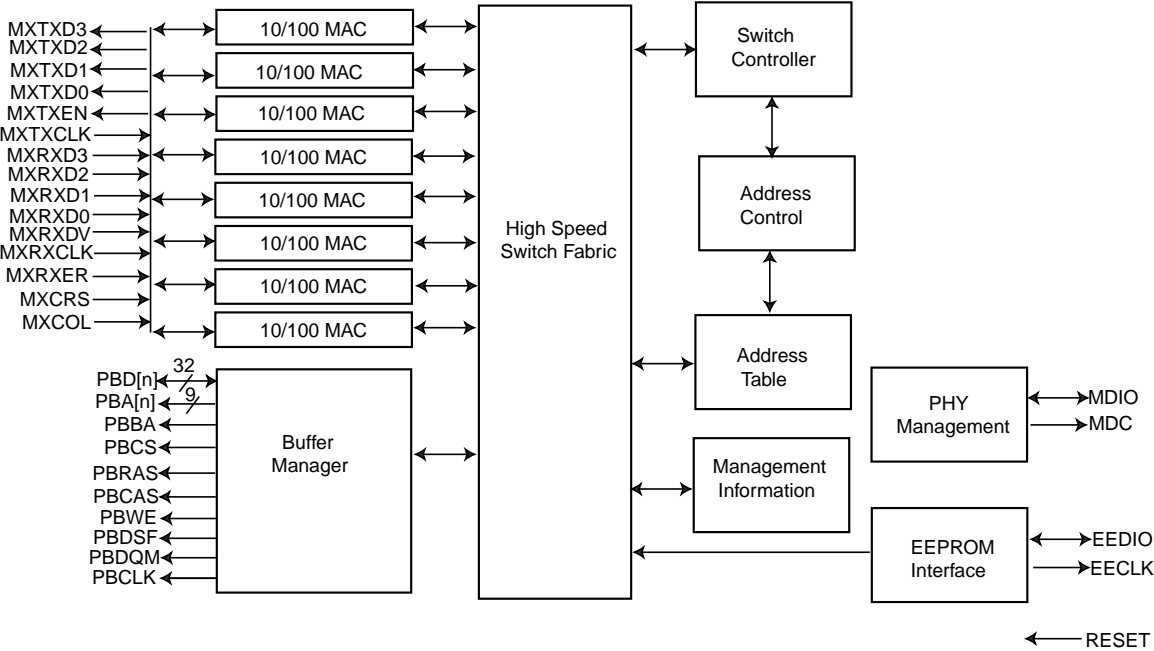 MXTXD3
MXTXD2
MXTXD1
MXTXD0
MXTXEN
MXTXCLK
MXRXD3
MXRXD2
MXRXD1
MXRXD0
MXRXDV
MXRXCLK
MXRXER
MXCRS
MXCOL
10/100 MAC
10/100 MAC
10/100 MAC
10/100 MAC
10/100 MAC
10/100 MAC
10/100 MAC
10/100 MAC
PBD[n]
32
PBA[n]
9
PBBA
PBCS
PBRAS
PBCAS
PBWE
PBDSF
PBDQM
PBCLK
Buffer
Manager
High Speed
Switch Fabric
Switch
Controller
Address
Control
Address
Table
Management
Information
PHY
Management
MDIO
MDC
EEPROM
Interface
EEDIO
EECLK
RESET